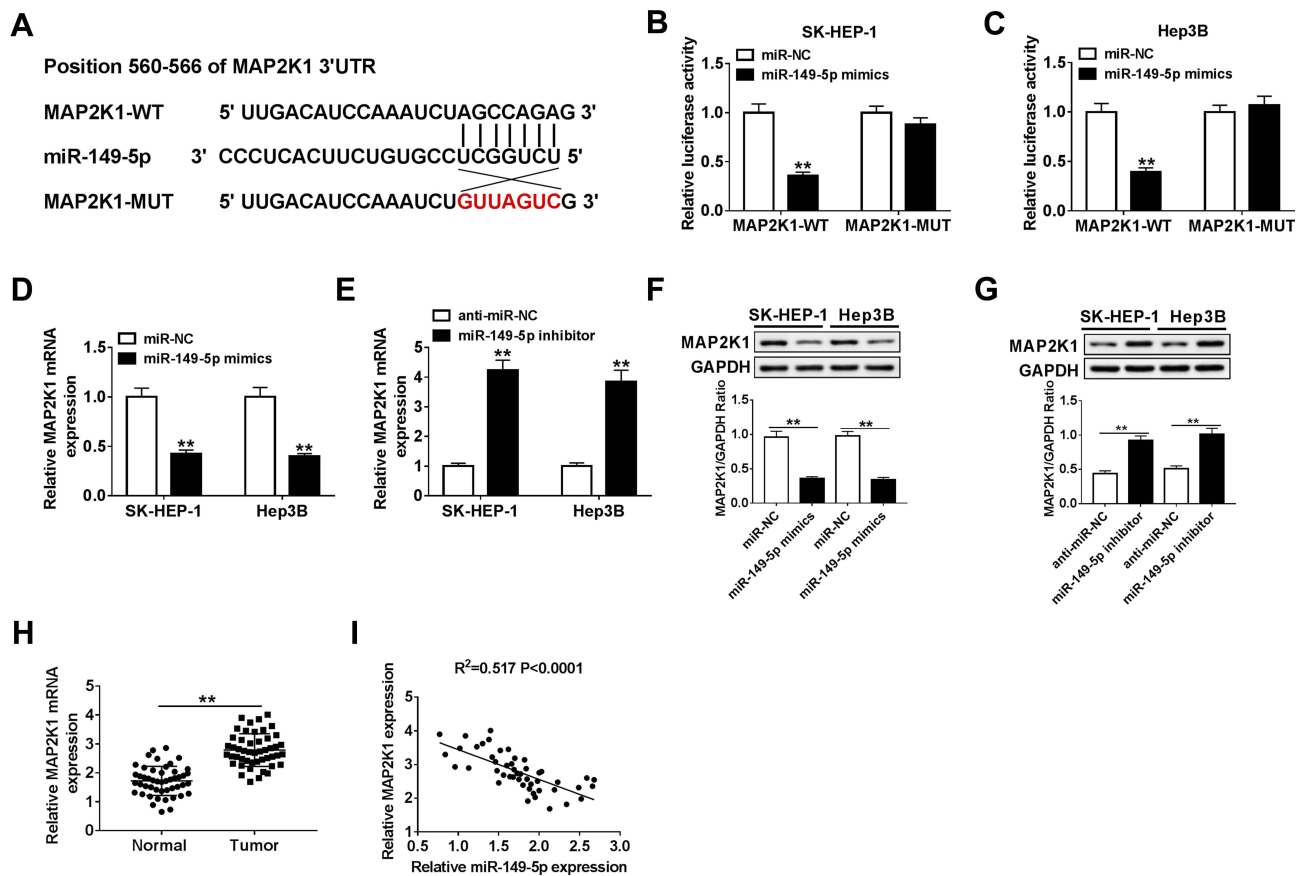 A
Position 560-566 of MAP2K1 3'UTR
MAP2K1-WT 5' UUGACAUCCAAAUCUAGCCAGAG 3'
miR-149-5p 3' CCCUCACUUCUGUGCCUCGGUCU 5'
MAP2K1-MUT 5' UUGACAUCCAAAUCUGUUAGUCG 3'
B
SK-HEP-1
miR-NC
miR-149-5p mimics
Relative luciferase activity
1.5
1.0
0.5
0.0
**
MAP2K1-WT MAP2K1-MUT
C
Hep3B
miR-NC
miR-149-5p mimics
Relative luciferase activity
1.5
1.0
0.5
0.0
**
MAP2K1-WT MAP2K1-MUT
D
miR-NC
miR-149-5p mimics
Relative MAP2K1 mRNA
expression
1.5
1.0
0.5
0.0
** **
SK-HEP-1 Hep3B
E
anti-miR-NC
miR-149-5p inhibitor
Relative MAP2K1 mRNA
expression
5
4
3
2
1
0
** **
SK-HEP-1 Hep3B
F
SK-HEP-1 Hep3B
MAP2K1
GAPDH
MAP2K1/GAPDH Ratio
1.5
1.0
0.5
0.0
** **
miR-NC
miR-149-5p mimics
miR-NC
miR-149-5p mimics
G
SK-HEP-1 Hep3B
MAP2K1
GAPDH
MAP2K1/GAPDH Ratio
1.5
1.0
0.5
0.0
** **
anti-miR-NC
miR-149-5p inhibitor
anti-miR-NC
miR-149-5p inhibitor
H
Relative MAP2K1 mRNA
expression
5
4
3
2
1
0
**
Normal Tumor
I
R²=0.517 P<0.0001
Relative MAP2K1 expression
5
4
3
2
1
0.5 1.0 1.5 2.0 2.5 3.0
Relative miR-149-5p expression